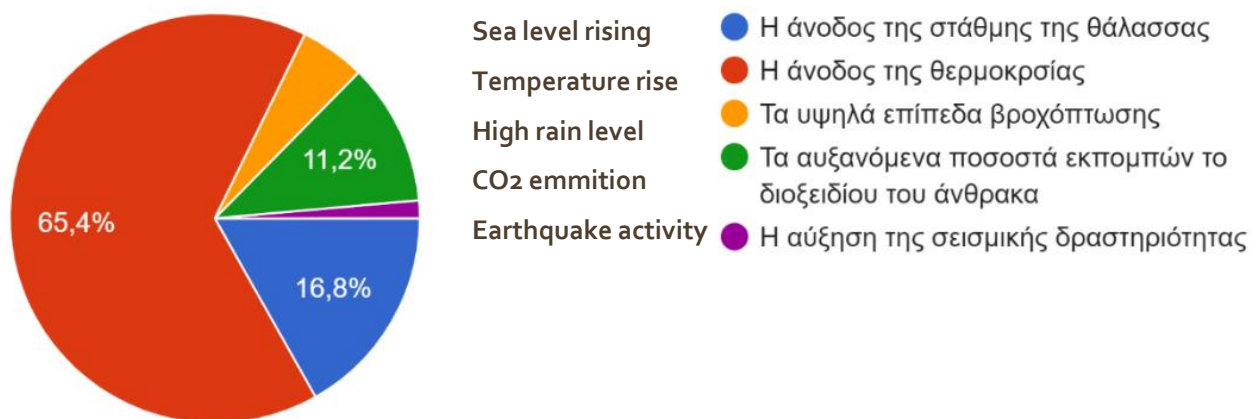 65,4%
11,2%
16,8%
Sea level rising
Temperature rise
High rain level
CO2 emmition
Earthquake activity
Η άνοδος της στάθμης της θάλασσας
Η άνοδος της θερμοκρσίας
Τα υψηλά επίπεδα βροχόπτωσης
Τα αυξανόμενα ποσοστά εκπομπών το
διοξειδίου του άνθρακα
Η αύξηση της σεισμικής δραστηριότητας